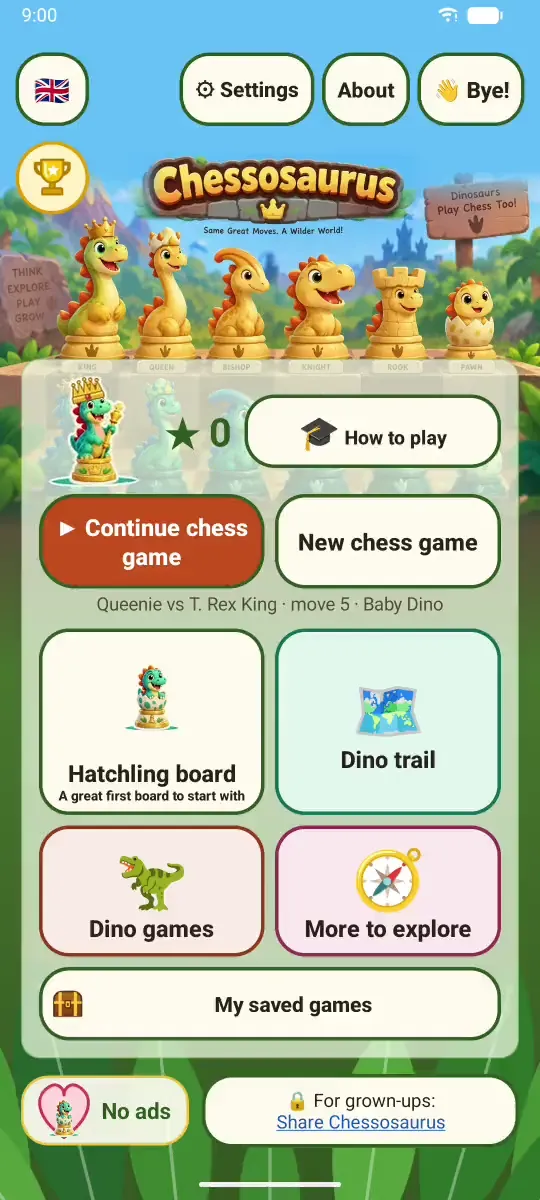 9:00
Settings
About
Bye!
Chessosaurus
Same Great Moves. A Wilder World!
Dinosaurs
Play Chess Too!
THINK
EXPLORE
PLAY
GROW
KING
QUEEN
BISHOP
KNIGHT
ROOK
PAWN
★ 0
How to play
► Continue chess
game
New chess game
Queenie vs T. Rex King · move 5 · Baby Dino
Hatchling board
A great first board to start with
Dino trail
Dino games
More to explore
My saved games
No ads
For grown-ups:
Share Chessosaurus